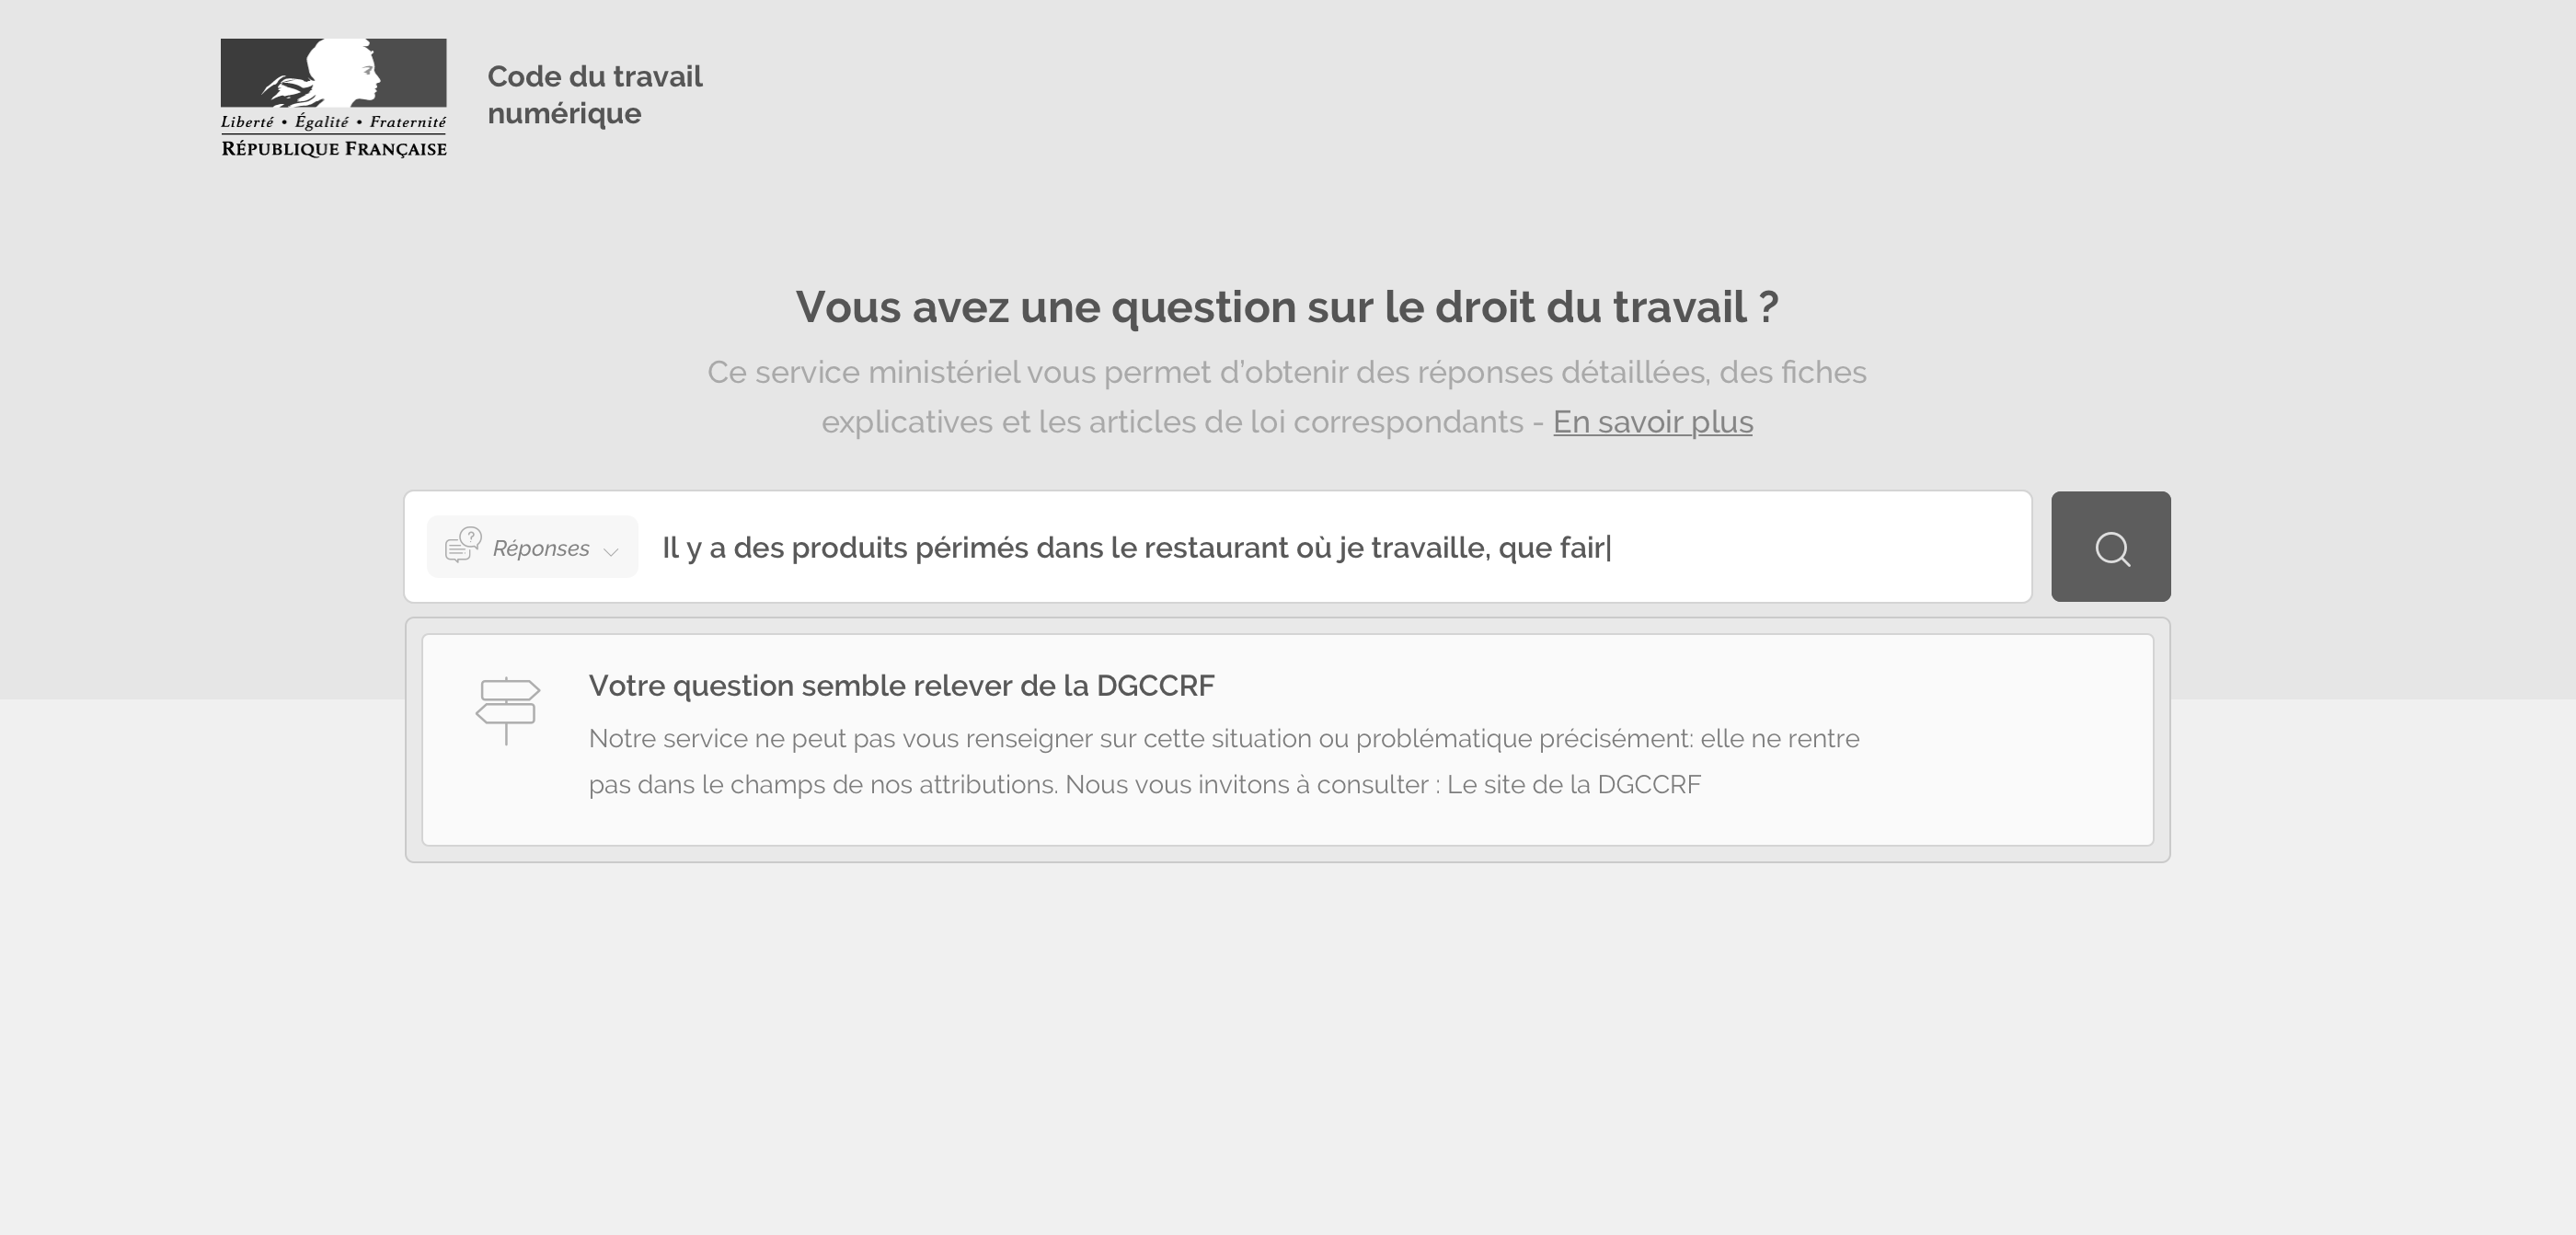 Liberté • Égalité • Fraternité
RÉPUBLIQUE FRANÇAISE
Code du travail
numérique
Vous avez une question sur le droit du travail ?
Ce service ministériel vous permet d’obtenir des réponses détaillées, des fiches
explicatives et les articles de loi correspondants - En savoir plus
Réponses
Il y a des produits périmés dans le restaurant où je travaille, que fair
Votre question semble relever de la DGCCRF
Notre service ne peut pas vous renseigner sur cette situation ou problématique précisément: elle ne rentre
pas dans le champs de nos attributions. Nous vous invitons à consulter : Le site de la DGCCRF